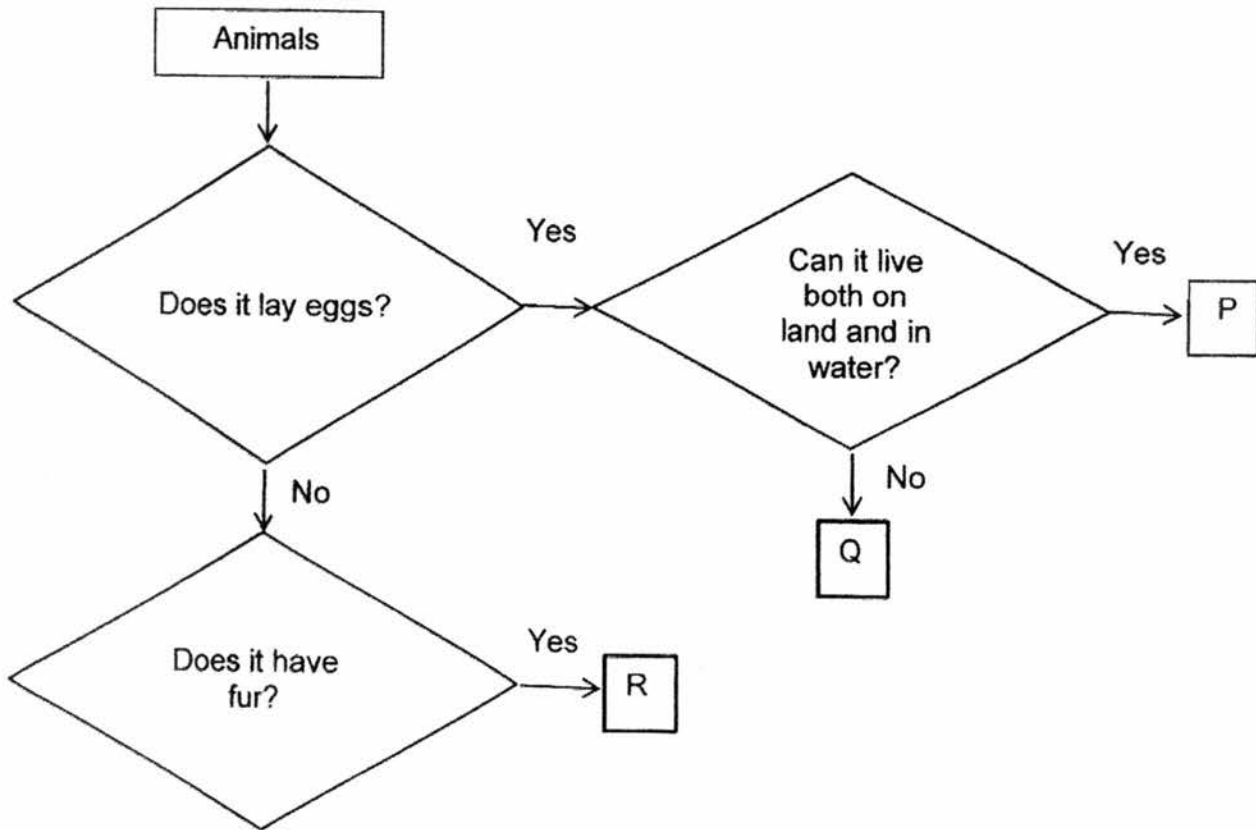 Animals
Yes
Does it lay eggs?
Can it live
both on
land and in
water?
Yes
P
No
No
Q
Does it have
fur?
Yes
R